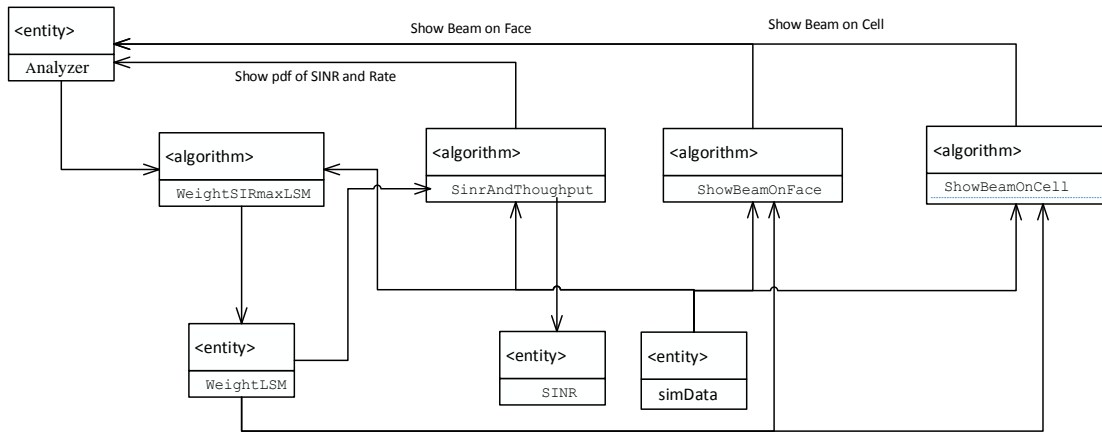 <entity>
Analyzer
Show Beam on Face
Show Beam on Cell
Show pdf of SINR and Rate
<algorithm>
WeightSIRmaxLSM
<algorithm>
SinrAndThoughput
<algorithm>
ShowBeamOnFace
<algorithm>
ShowBeamOnCell
<entity>
WeightLSM
<entity>
SINR
<entity>
simData